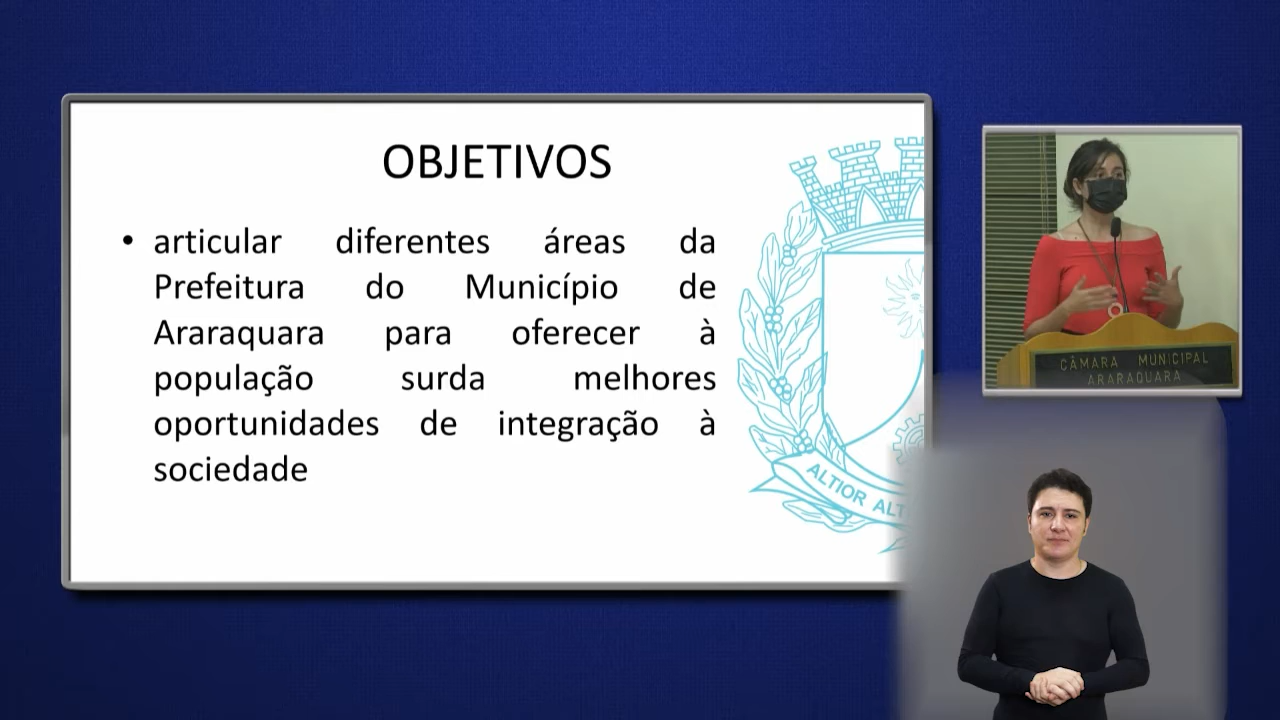 OBJETIVOS
• articular diferentes áreas da
Prefeitura do Município de
Araraquara para oferecer à
população surda melhores
oportunidades de integração à
sociedade
ALTIOR
CÂMARA MUNICIPAL
ARARAQUARA